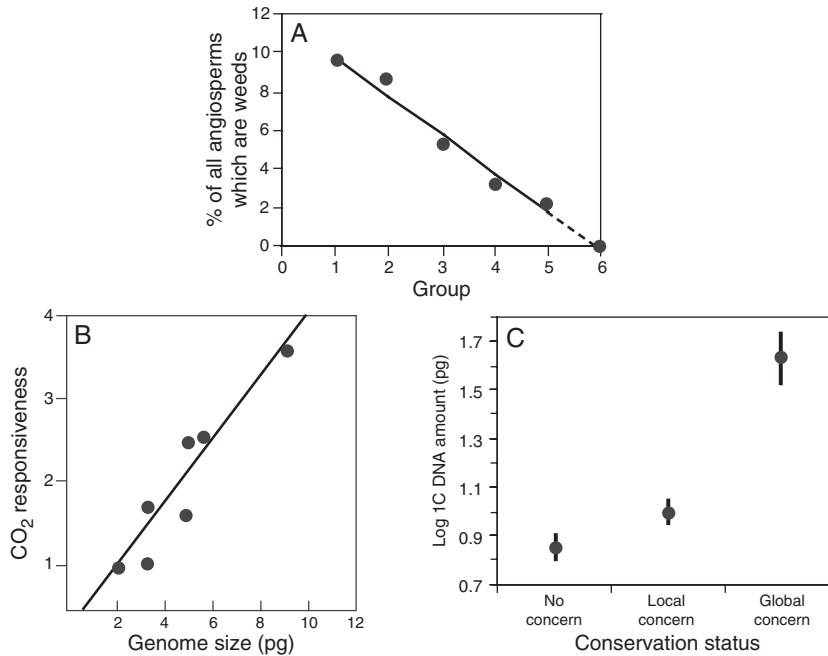 A
% of all angiosperms
which are weeds
12
10
8
6
4
2
0
0 1 2 3 4 5 6
Group
B
CO2 responsiveness
4
3
2
1
2 4 6 8 10 12
Genome size (pg)
C
Log 1C DNA amount (pg)
1.7
1.5
1.3
1.1
0.9
0.7
No Local Global
concern concern concern
Conservation status